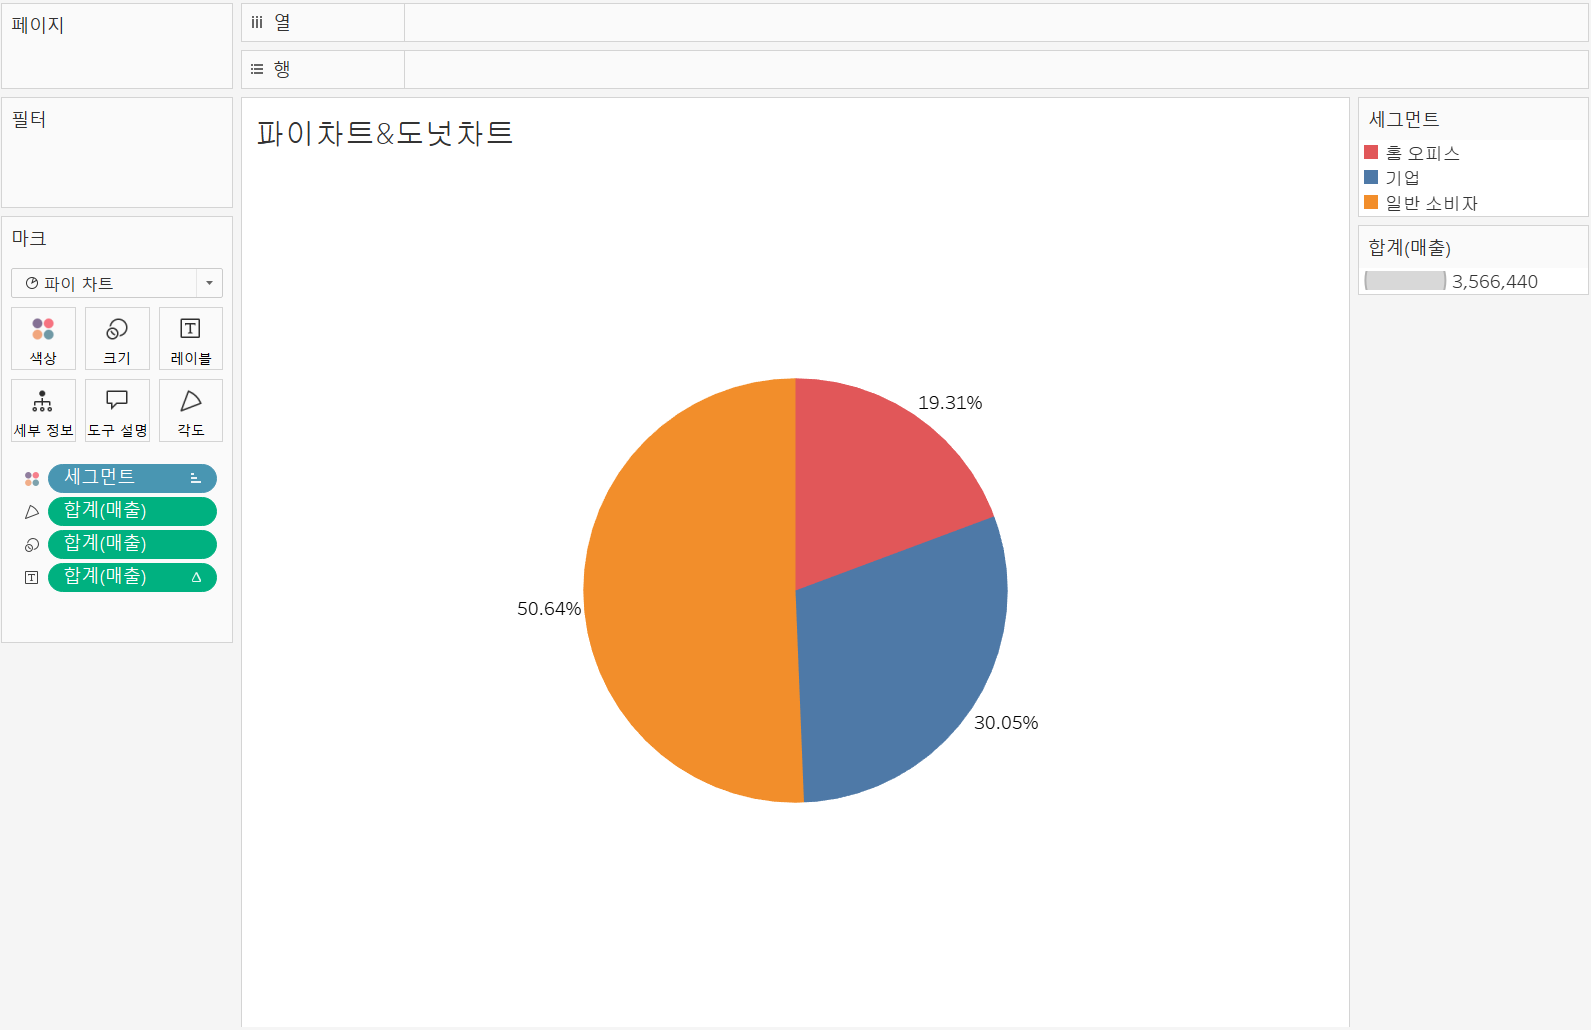 페이지
열
행
필터
마크
파이 차트
색상
크기
레이블
세부 정보
도구 설명
각도
세그먼트
합계(매출)
합계(매출)
합계(매출)
파이차트&도넛차트
19.31%
50.64%
30.05%
세그먼트
홈 오피스
기업
일반 소비자
합계(매출)
3,566,440